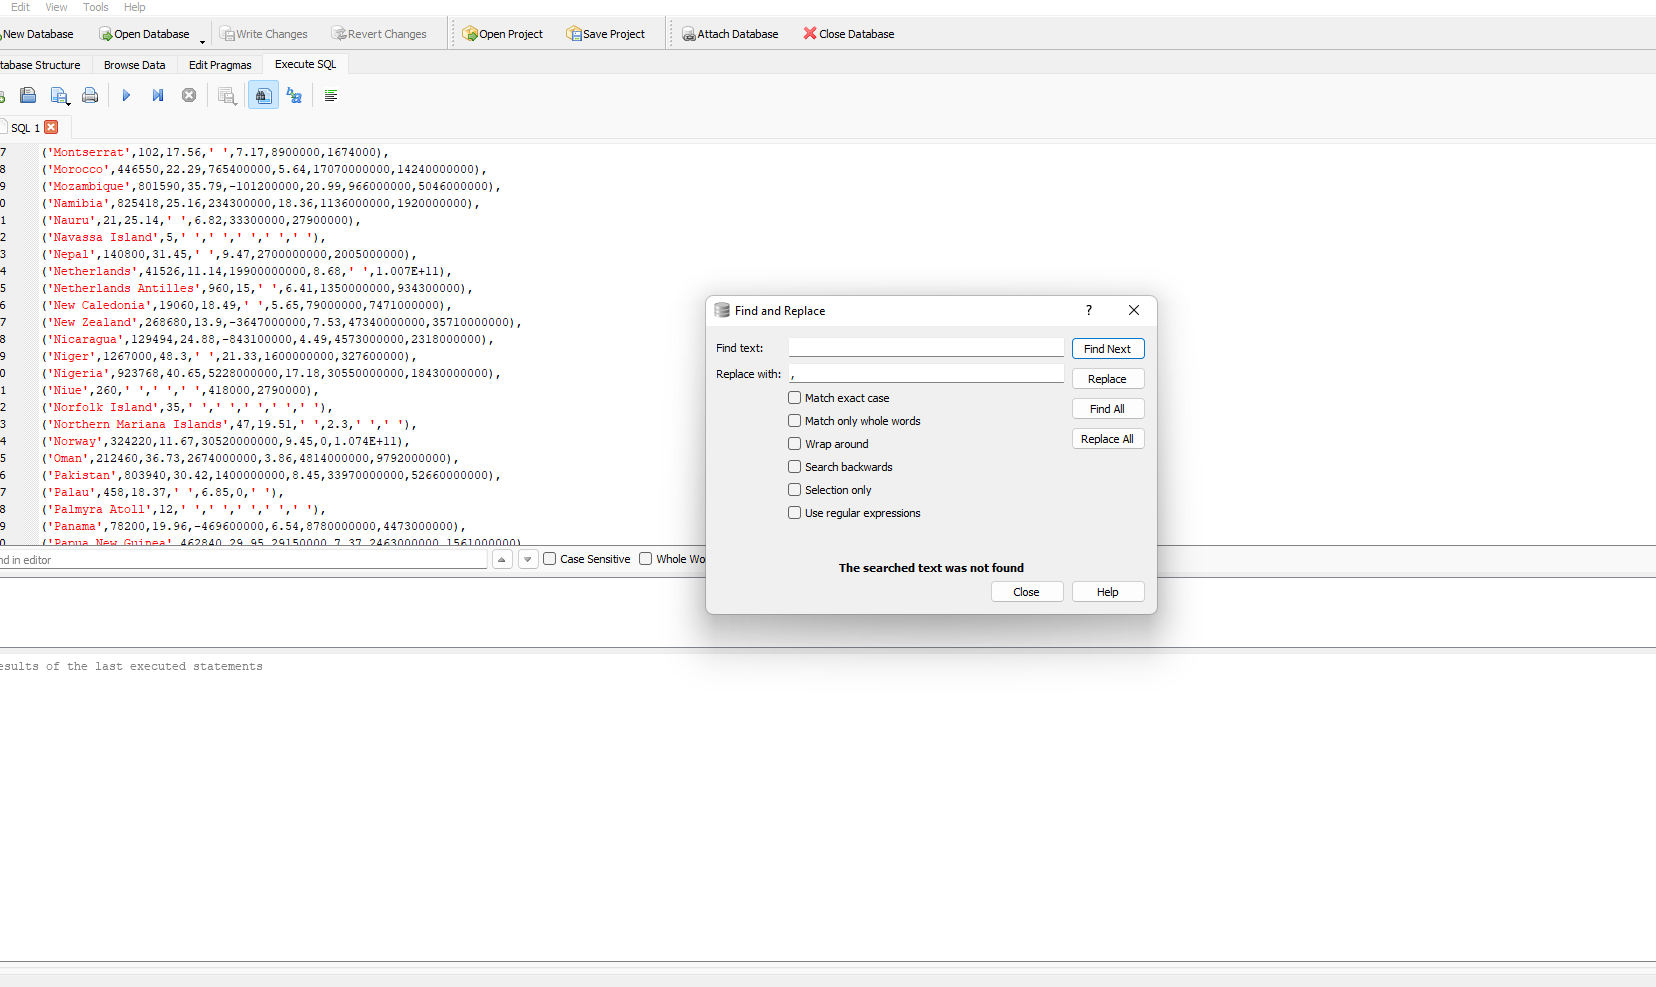 Edit View Tools Help
New Database Open Database Write Changes Revert Changes Open Project Save Project Attach Database Close Database
tabase Structure Browse Data Edit Pragmas Execute SQL
SQL 1
7 ('Montserrat',102,17.56,' ',7.17,8900000,1674000),
8 ('Morocco',446550,22.29,765400000,5.64,17070000000,14240000000),
9 ('Mozambique',801590,35.79,-101200000,20.99,966000000,5046000000),
0 ('Namibia',825418,25.16,234300000,18.36,1136000000,1920000000),
1 ('Nauru',21,25.14,' ',6.82,33300000,27900000),
2 ('Navassa Island',5,' ',' ',' ',' ',' '),
3 ('Nepal',140800,31.45,' ',9.47,2700000000,2005000000),
4 ('Netherlands',41526,11.14,19900000000,8.68,' ',1.007E+11),
5 ('Netherlands Antilles',960,15,' ',6.41,1350000000,934300000),
6 ('New Caledonia',19060,18.49,' ',5.65,79000000,7471000000),
7 ('New Zealand',268680,13.9,-3647000000,7.53,47340000000,35710000000),
8 ('Nicaragua',129494,24.88,-843100000,4.49,4573000000,2318000000),
9 ('Niger',1267000,48.3,' ',21.33,1600000000,327600000),
0 ('Nigeria',923768,40.65,5228000000,17.18,30550000000,18430000000),
1 ('Niue',260,' ',' ',' ',418000,2790000),
2 ('Norfolk Island',35,' ',' ',' ',' ',' '),
3 ('Northern Mariana Islands',47,19.51,' ',2.3,' ',' '),
4 ('Norway',324220,11.67,30520000000,9.45,0,1.074E+11),
5 ('Oman',212460,36.73,2674000000,3.86,4814000000,9792000000),
6 ('Pakistan',803940,30.42,1400000000,8.45,33970000000,52660000000),
7 ('Palau',458,18.37,' ',6.85,0,' '),
8 ('Palmyra Atoll',12,' ',' ',' ',' ',' '),
9 ('Panama',78200,19.96,-469600000,6.54,8780000000,4473000000),
0 ('Papua New Guinea',462840,29.95,29150000,7.37,2463000000,1561000000)
nd in editor Case Sensitive Whole Wo
esults of the last executed statements
Find and Replace ?
Find text: Find Next
Replace with: , Replace
Match exact case Find All
Match only whole words
Wrap around Replace All
Search backwards
Selection only
Use regular expressions
The searched text was not found
Close Help